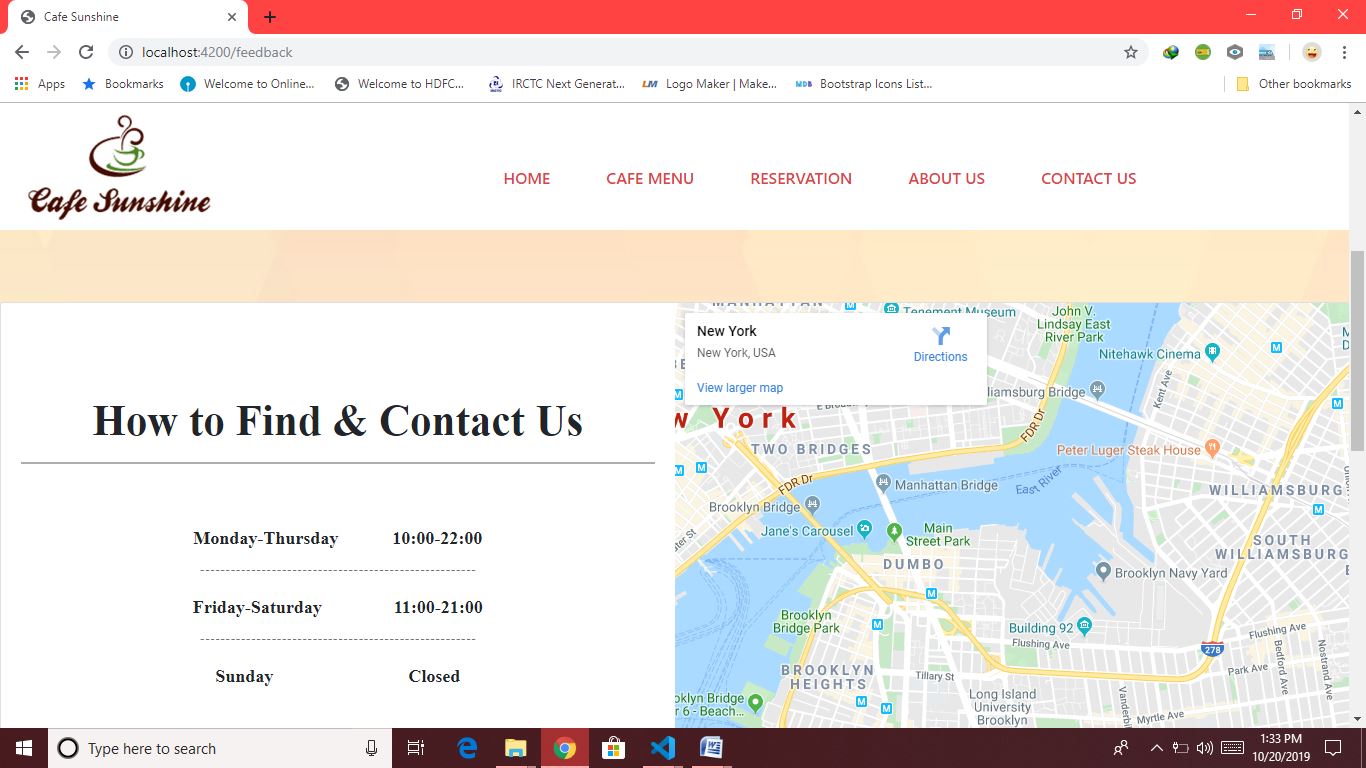 Cafe Sunshine
localhost:4200/feedback
Apps Bookmarks Welcome to Online... Welcome to HDFC... IRCTC Next Generat... LM Logo Maker | Make... MDB Bootstrap Icons List... Other bookmarks
Cafe Sunshine
HOME CAFE MENU RESERVATION ABOUT US CONTACT US
How to Find & Contact Us
Monday-Thursday 10:00-22:00
Friday-Saturday 11:00-21:00
Sunday Closed
MANHATTAN
Tenement Museum
John V.
Lindsay East
River Park
New York
New York, USA
Directions
View larger map
Nitehawk Cinema
Williamsburg Bridge
Kent Ave
E Broadway
w York
FDR Dr
TWO BRIDGES
Peter Luger Steak House
FDR Dr
Manhattan Bridge
East River
WILLIAMSBURG
Brooklyn Bridge
Jane's Carousel
Main
Street Park
ter St
SOUTH
WILLIAMSBURG
DUMBO
Brooklyn Navy Yard
Brooklyn
Bridge Park
Building 92
Flushing Ave
Flushing Ave
278
BROOKLYN
HEIGHTS
Tillary St
Park Ave
Bedford Ave
Nostrand Ave
oklyn Bridge
r 6 - Beach...
Long Island
University
Brooklyn
Vanderbil
Myrtle Ave
Type here to search
1:33 PM
10/20/2019